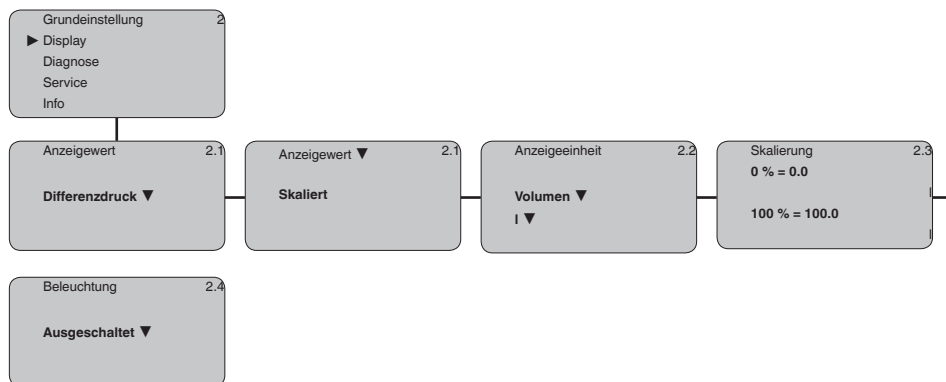 Grundeinstellung 2
▶ Display
Diagnose
Service
Info
Anzeigewert 2.1
Differenzdruck ▼
Anzeigewert ▼ 2.1
Skaliert
Anzeigeeinheit 2.2
Volumen ▼
l ▼
Skalierung 2.3
0 % = 0.0
l
100 % = 100.0
l
Beleuchtung 2.4
Ausgeschaltet ▼